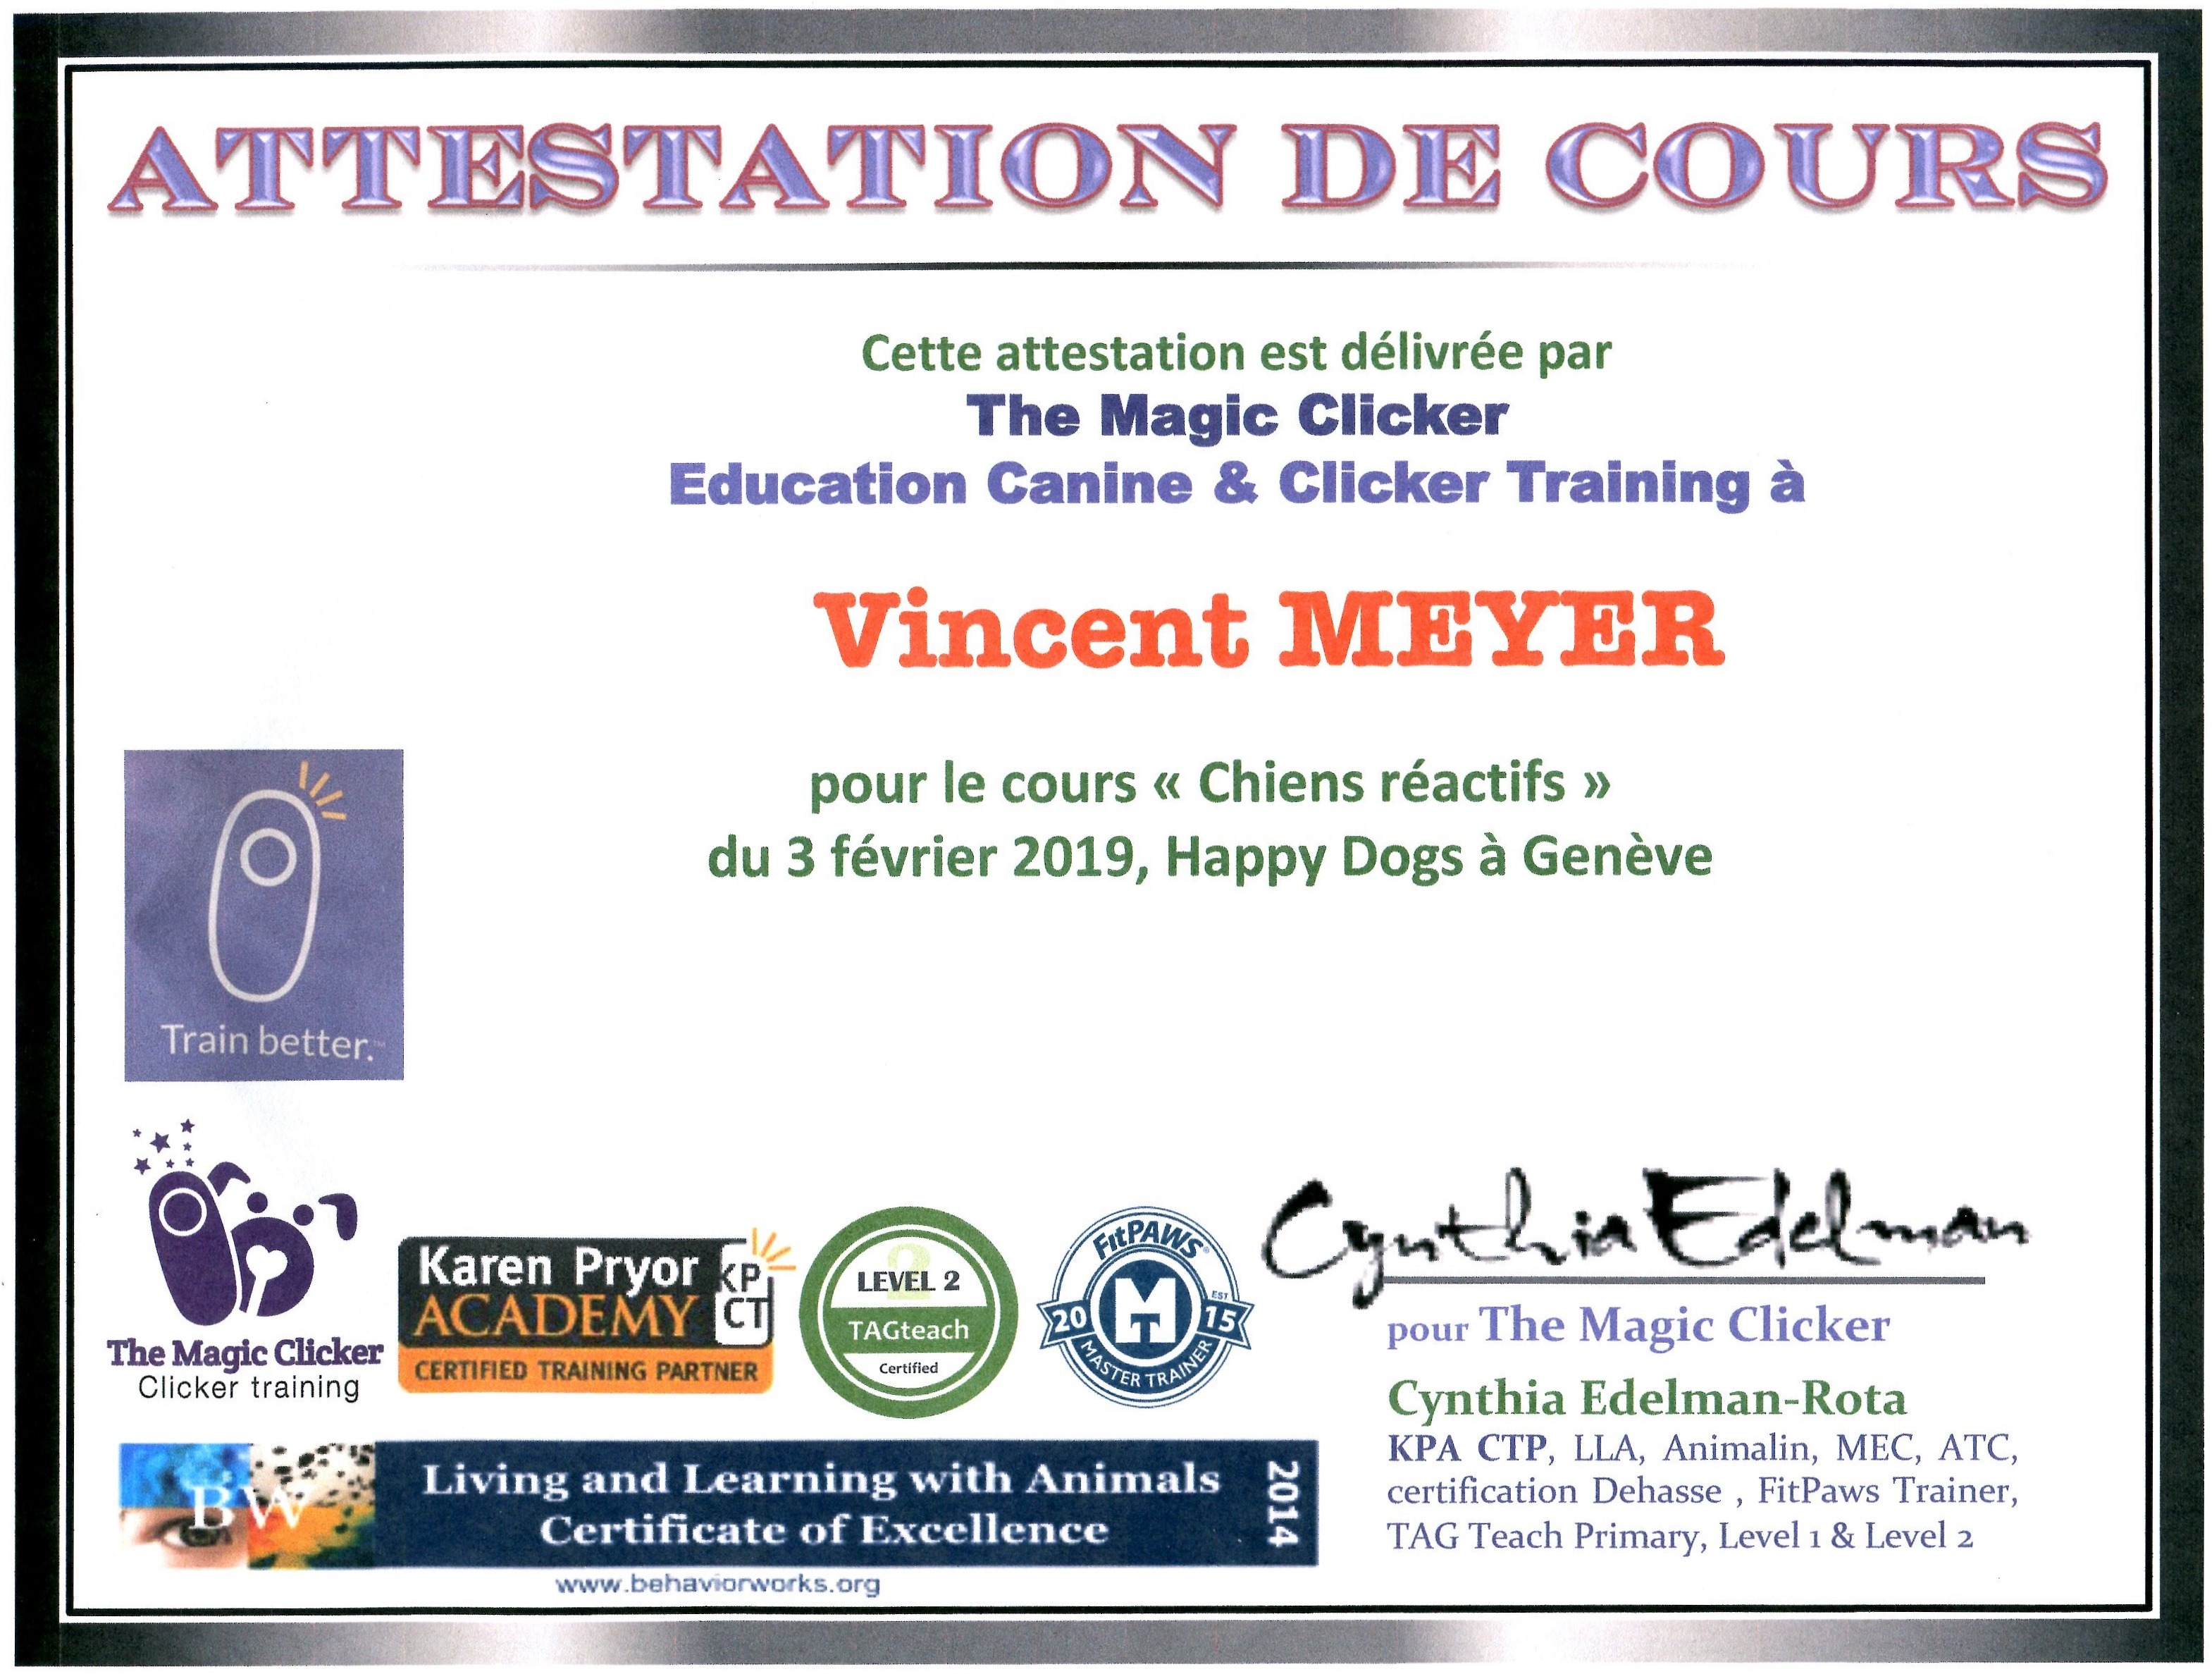 ATTESTATION DE COURS
Cette attestation est délivrée par
The Magic Clicker
Education Canine & Clicker Training à
Vincent MEYER
pour le cours « Chiens réactifs »
du 3 février 2019, Happy Dogs à Genève
Train better.™
The Magic Clicker
Clicker training
Karen Pryor
ACADEMY
KP
CT
CERTIFIED TRAINING PARTNER
2
LEVEL 2
TAGteach
Certified
FitPAWS®
MT
EST
20 15
MASTER TRAINER
Cynthia Edelman
pour The Magic Clicker
Cynthia Edelman-Rota
KPA CTP, LLA, Animalin, MEC, ATC,
certification Dehasse , FitPaws Trainer,
TAG Teach Primary, Level 1 & Level 2
BW
Living and Learning with Animals
Certificate of Excellence
2014
www.behaviorworks.org